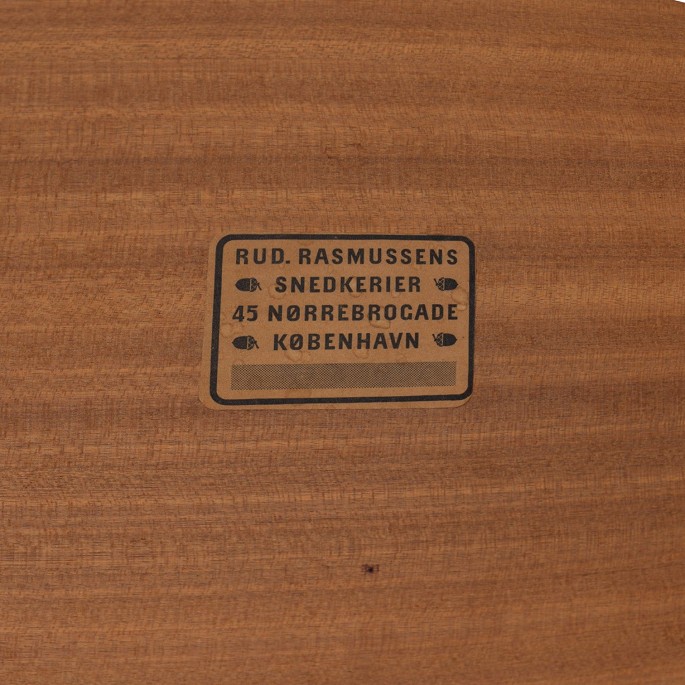 RUD. RASMUSSENS
SNEDKERIER
45 NØRREBROGADE
KØBENHAVN